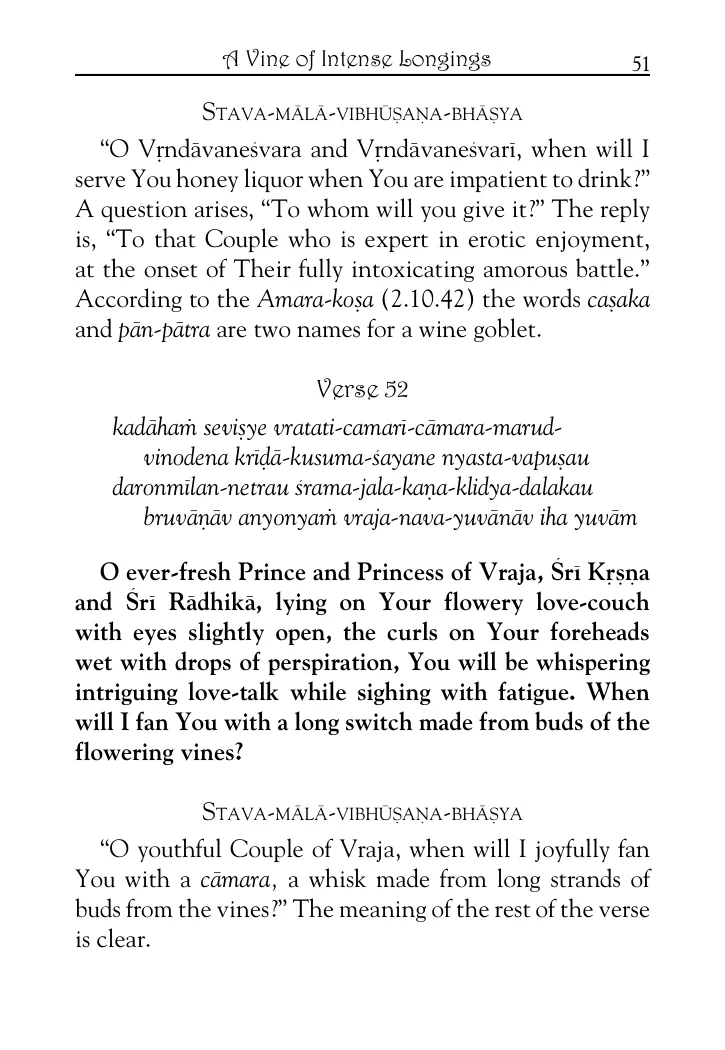 A Vine of Intense Longings 51
STAVA-MĀLĀ-VIBHŪṢAṆA-BHĀṢYA
“O Vṛndāvaneśvara and Vṛndāvaneśvarī, when will I
serve You honey liquor when You are impatient to drink?”
A question arises, “To whom will you give it?” The reply
is, “To that Couple who is expert in erotic enjoyment,
at the onset of Their fully intoxicating amorous battle.”
According to the Amara-koṣa (2.10.42) the words caṣaka
and pān-pātra are two names for a wine goblet.
Verse 52
kadāhaṁ seviṣye vratati-camarī-cāmara-marud-
vinodena krīḍā-kusuma-śayane nyasta-vapuṣau
daronmīlan-netrau śrama-jala-kaṇa-klidya-dalakau
bruvāṇāv anyonyaṁ vraja-nava-yuvānāv iha yuvām
O ever-fresh Prince and Princess of Vraja, Śrī Kṛṣṇa
and Śrī Rādhikā, lying on Your flowery love-couch
with eyes slightly open, the curls on Your foreheads
wet with drops of perspiration, You will be whispering
intriguing love-talk while sighing with fatigue. When
will I fan You with a long switch made from buds of the
flowering vines?
STAVA-MĀLĀ-VIBHŪṢAṆA-BHĀṢYA
“O youthful Couple of Vraja, when will I joyfully fan
You with a cāmara, a whisk made from long strands of
buds from the vines?” The meaning of the rest of the verse
is clear.